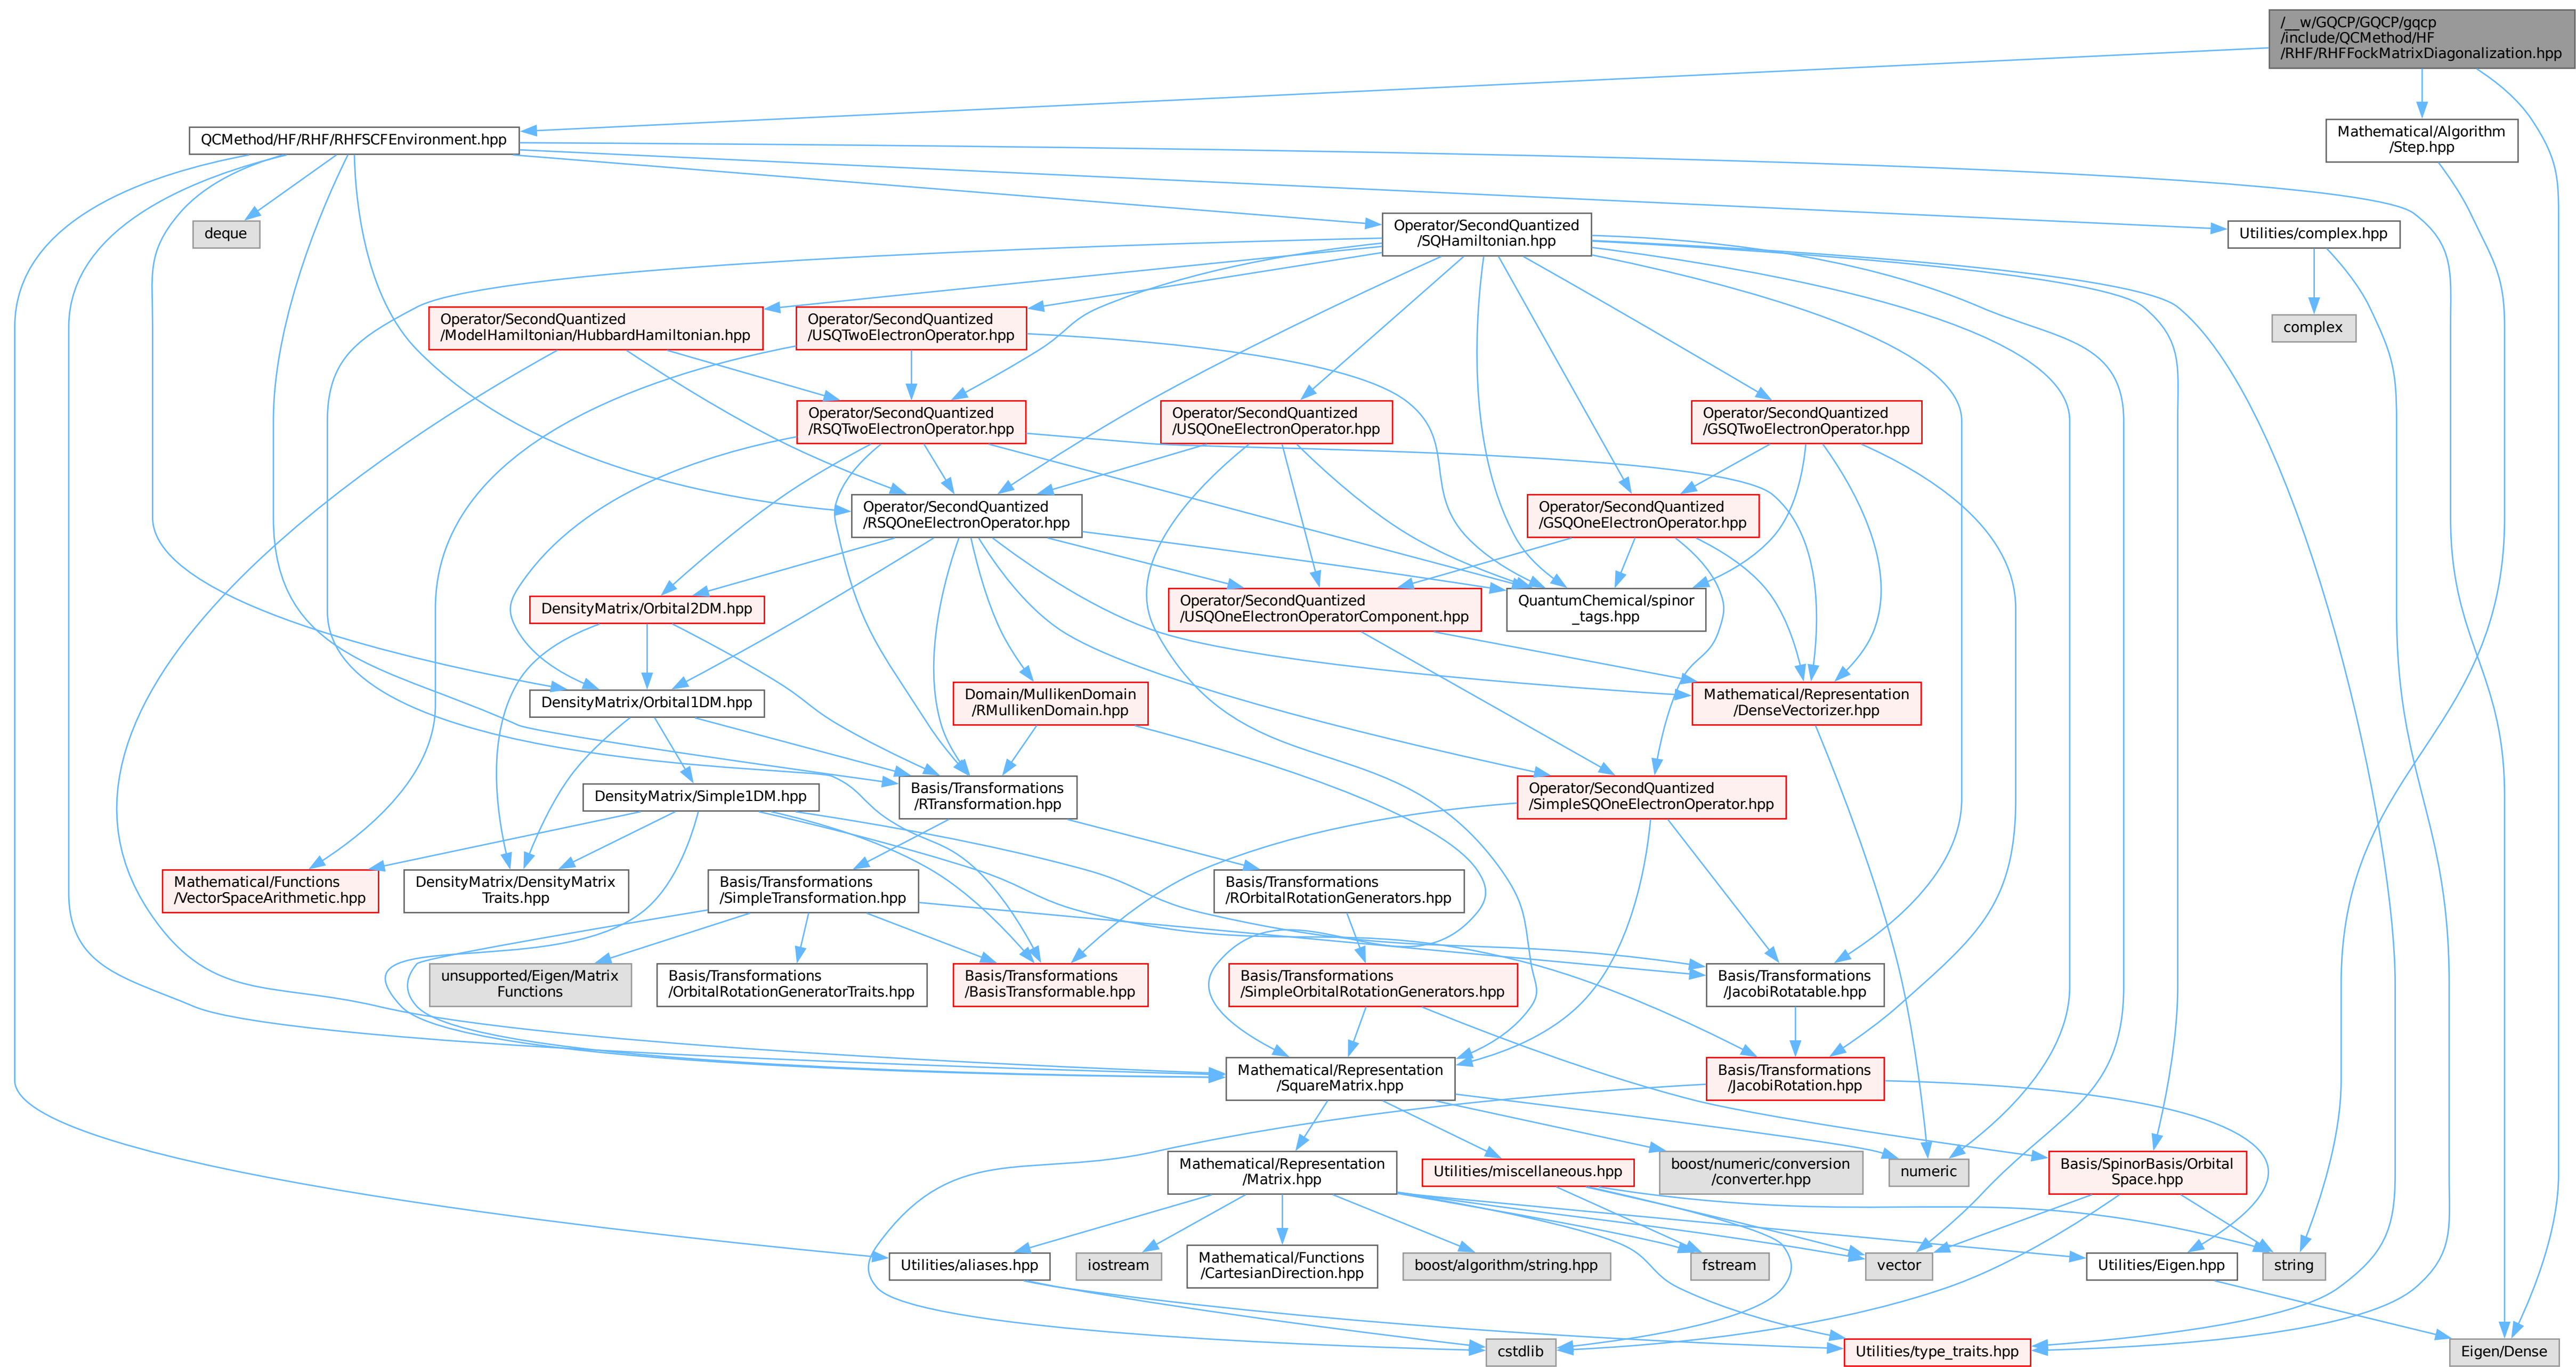 /__w/GQCP/GQCP/gqcp
/include/QCMethod/HF
/RHF/RHFFockMatrixDiagonalization.hpp
QCMethod/HF/RHF/RHFSCFEnvironment.hpp
Mathematical/Algorithm
/Step.hpp
deque
Operator/SecondQuantized
/SQHamiltonian.hpp
Utilities/complex.hpp
Operator/SecondQuantized
/ModelHamiltonian/HubbardHamiltonian.hpp
Operator/SecondQuantized
/USQTwoElectronOperator.hpp
complex
Operator/SecondQuantized
/RSQTwoElectronOperator.hpp
Operator/SecondQuantized
/USQOneElectronOperator.hpp
Operator/SecondQuantized
/GSQTwoElectronOperator.hpp
Operator/SecondQuantized
/RSQOneElectronOperator.hpp
Operator/SecondQuantized
/GSQOneElectronOperator.hpp
DensityMatrix/Orbital2DM.hpp
Operator/SecondQuantized
/USQOneElectronOperatorComponent.hpp
QuantumChemical/spinor
_tags.hpp
DensityMatrix/Orbital1DM.hpp
Domain/MullikenDomain
/RMullikenDomain.hpp
Mathematical/Representation
/DenseVectorizer.hpp
DensityMatrix/Simple1DM.hpp
Basis/Transformations
/RTransformation.hpp
Operator/SecondQuantized
/SimpleSQOneElectronOperator.hpp
Mathematical/Functions
/VectorSpaceArithmetic.hpp
DensityMatrix/DensityMatrix
Traits.hpp
Basis/Transformations
/SimpleTransformation.hpp
Basis/Transformations
/ROrbitalRotationGenerators.hpp
unsupported/Eigen/Matrix
Functions
Basis/Transformations
/OrbitalRotationGeneratorTraits.hpp
Basis/Transformations
/BasisTransformable.hpp
Basis/Transformations
/SimpleOrbitalRotationGenerators.hpp
Basis/Transformations
/JacobiRotatable.hpp
Mathematical/Representation
/SquareMatrix.hpp
Basis/Transformations
/JacobiRotation.hpp
Mathematical/Representation
/Matrix.hpp
Utilities/miscellaneous.hpp
boost/numeric/conversion
/converter.hpp
numeric
Basis/SpinorBasis/Orbital
Space.hpp
Utilities/aliases.hpp
iostream
Mathematical/Functions
/CartesianDirection.hpp
boost/algorithm/string.hpp
fstream
vector
Utilities/Eigen.hpp
string
cstdlib
Utilities/type_traits.hpp
Eigen/Dense